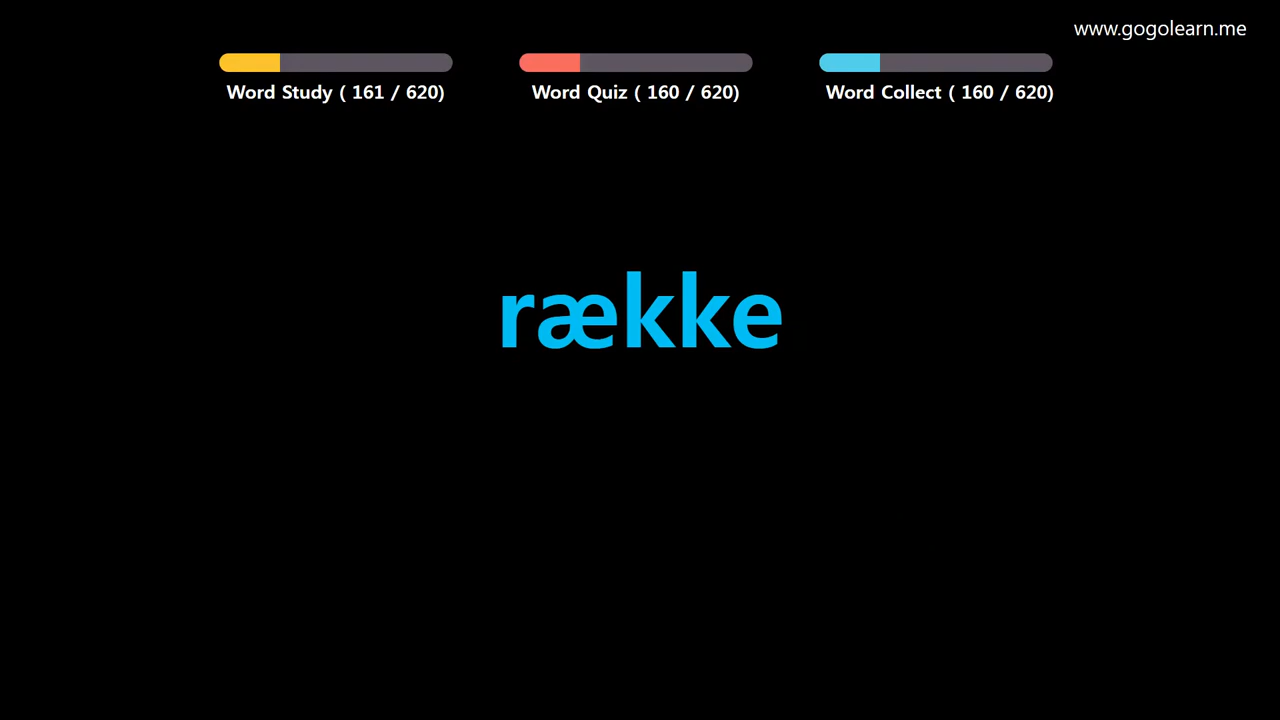 www.gogolearn.me
Word Study ( 161 / 620)
Word Quiz ( 160 / 620)
Word Collect ( 160 / 620)
række